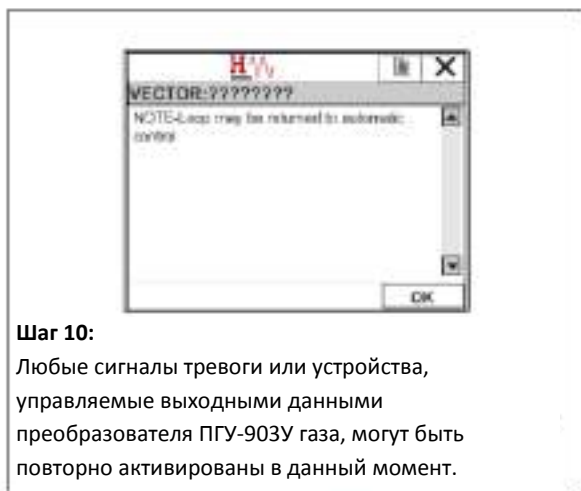 VECTOR:????????
NOTE-Loop may be returned to automatic
control
OK
Шаг 10:
Любые сигналы тревоги или устройства,
управляемые выходными данными
преобразователя ПГУ-903У газа, могут быть
повторно активированы в данный момент.